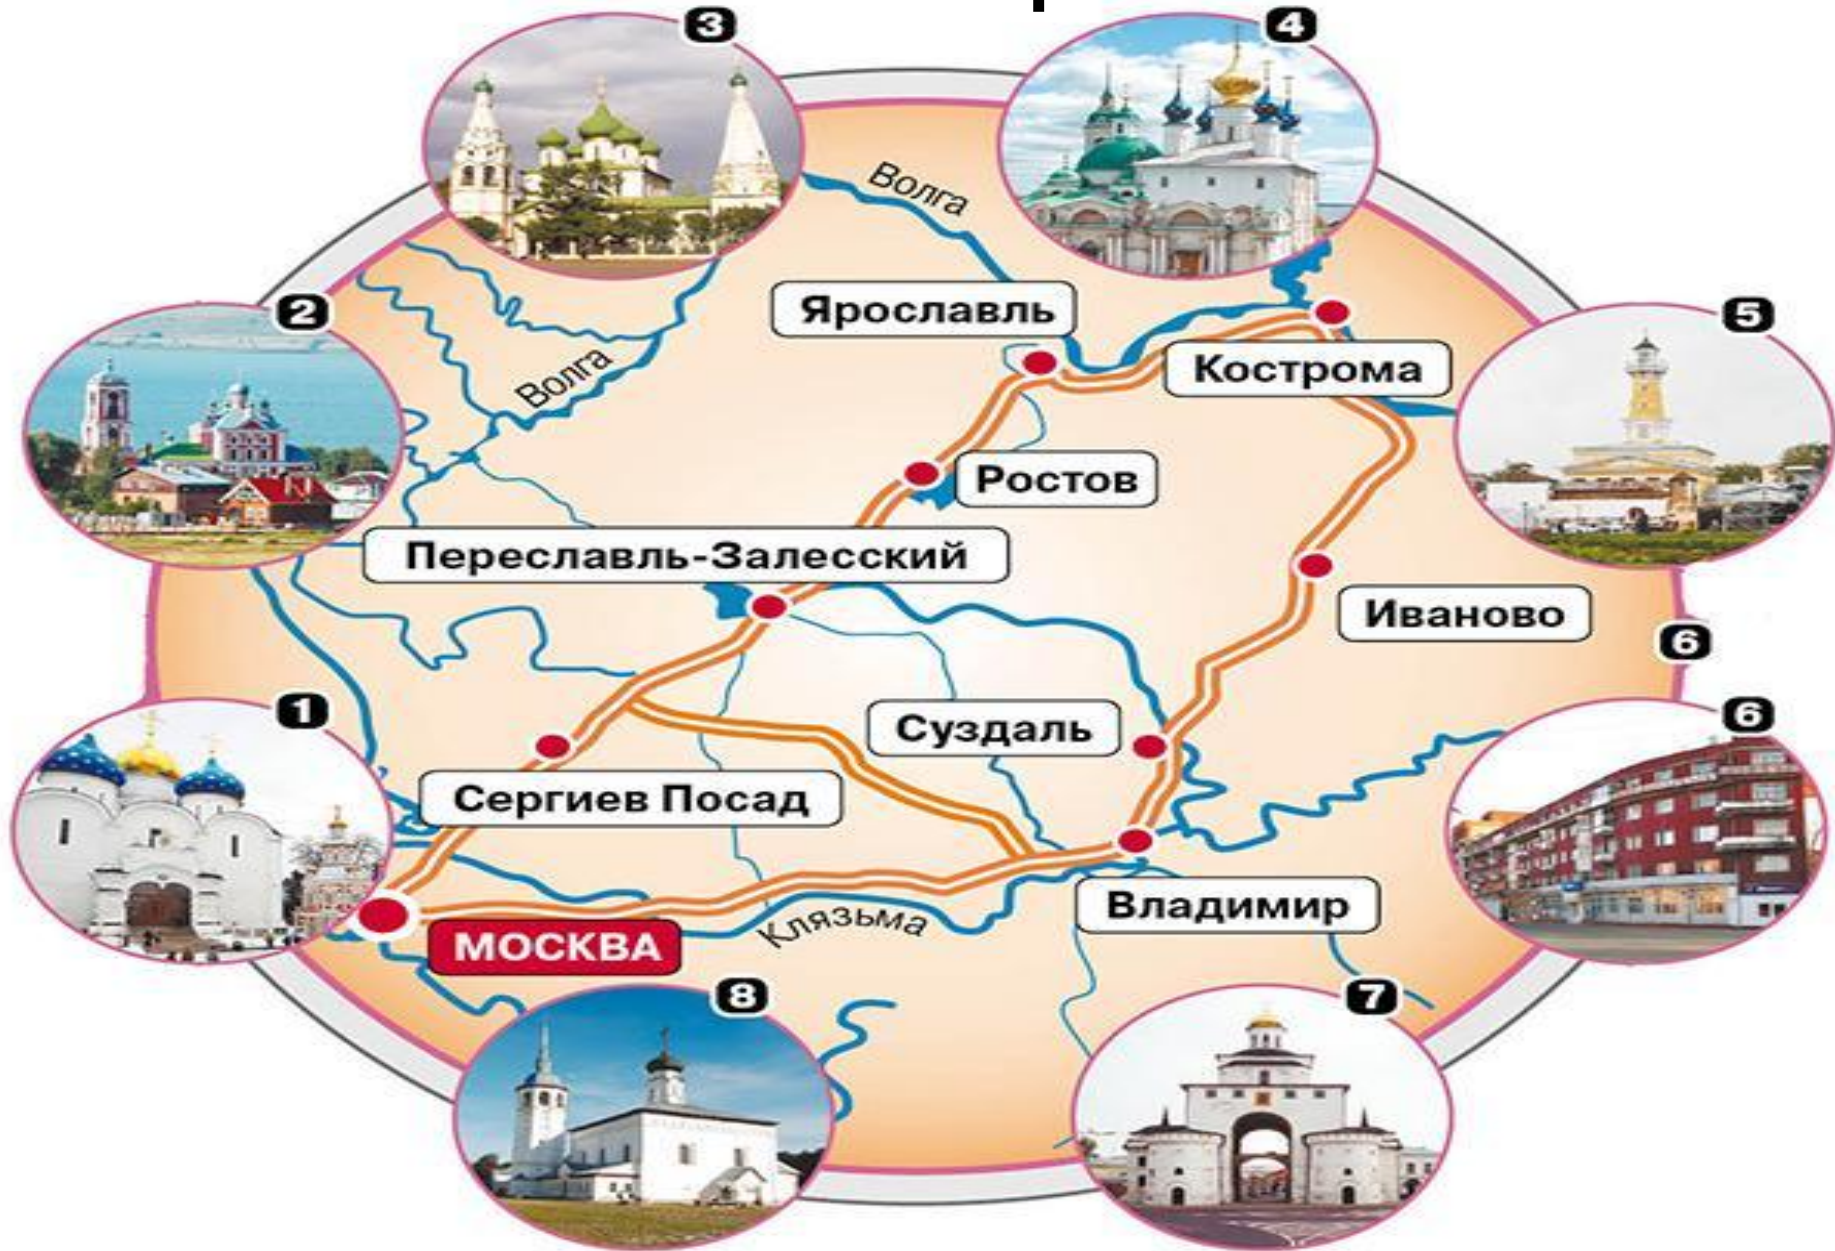 3
4
Волга
2
Ярославль
5
Волга
Кострома
Ростов
Переславль-Залесский
Иваново
6
1
Суздаль
6
Сергиев Посад
Владимир
Клязьма
МОСКВА
8
7